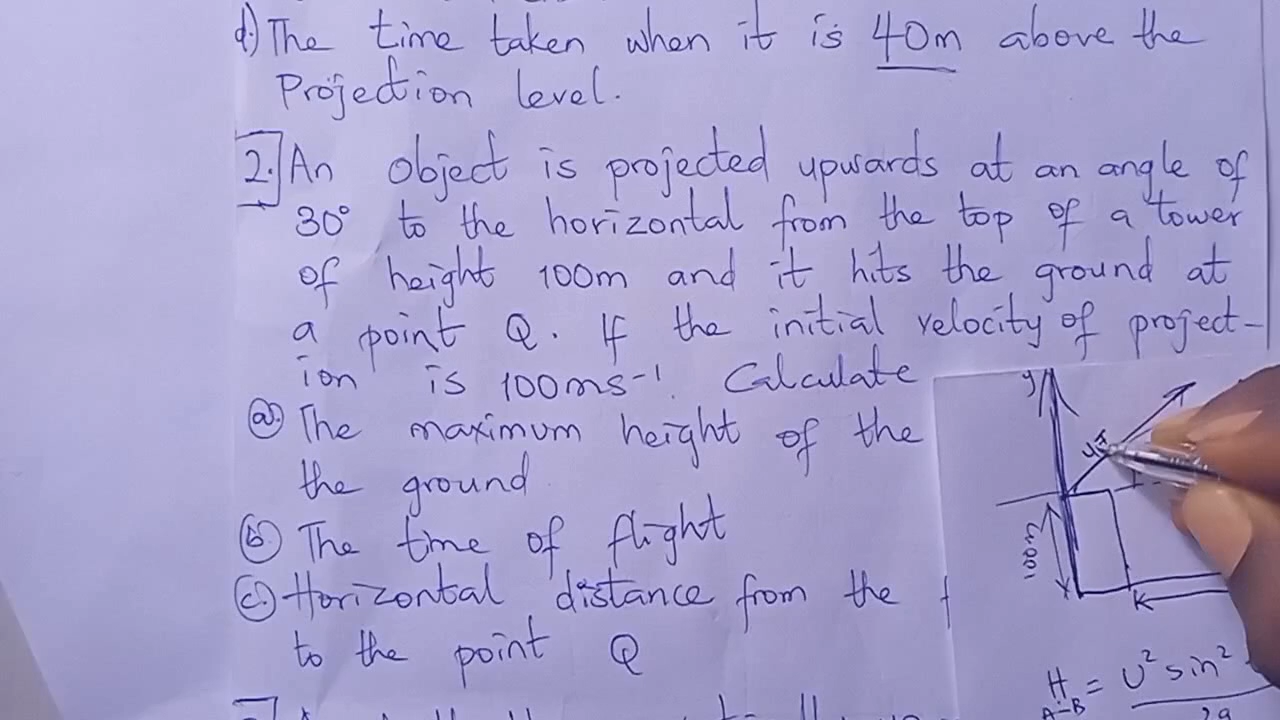 d.) The time taken when it is 40m above the
Projection level.
2. An object is projected upwards at an angle of
30° to the horizontal from the top of a tower
of height 100m and it hits the ground at
a point Q. If the initial velocity of project-
ion is 100ms⁻¹. Calculate
(a) The maximum height of the
the ground
(b) The time of flight
(c) Horizontal distance from the
to the point Q
y
100m
K
H = U² sin²
A-B 2g